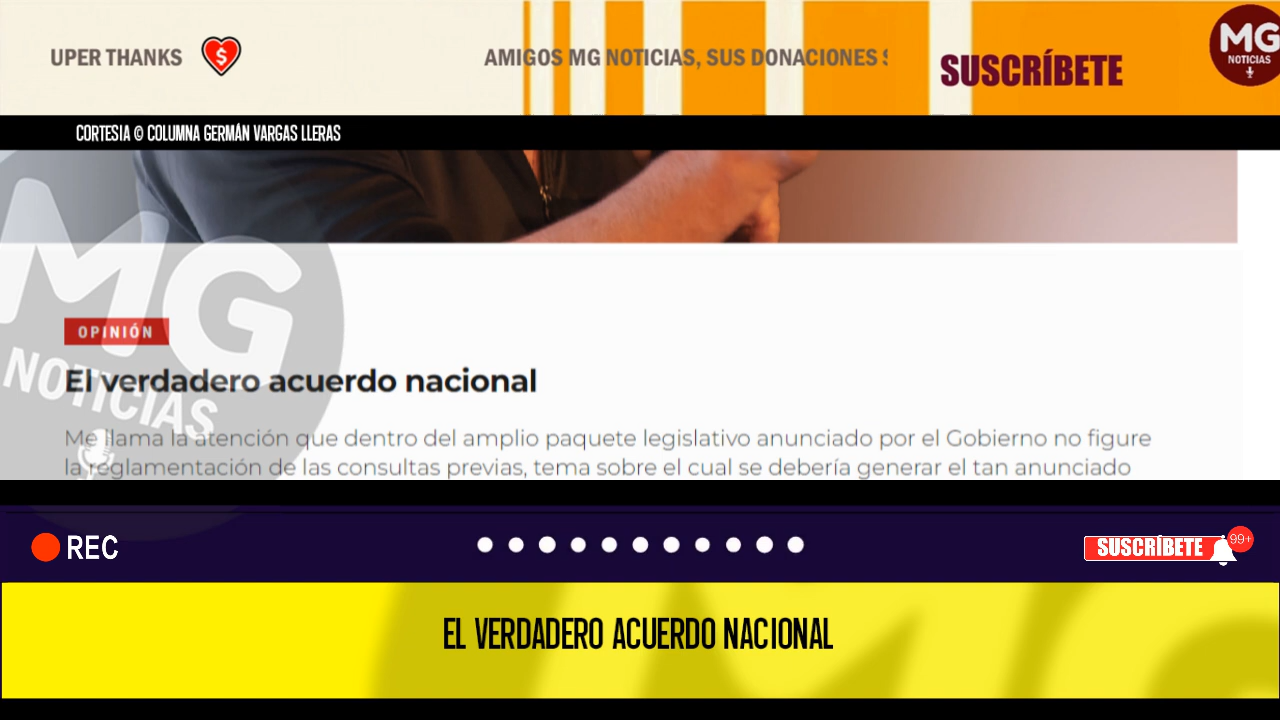 UPER THANKS
$
AMIGOS MG NOTICIAS, SUS DONACIONES
SUSCRÍBETE
MG
NOTICIAS
CORTESIA © COLUMNA GERMÁN VARGAS LLERAS
MG
NOTICIAS
OPINIÓN
El verdadero acuerdo nacional
Me llama la atención que dentro del amplio paquete legislativo anunciado por el Gobierno no figure
la reglamentación de las consultas previas, tema sobre el cual se debería generar el tan anunciado
REC
SUSCRÍBETE
99+
EL VERDADERO ACUERDO NACIONAL